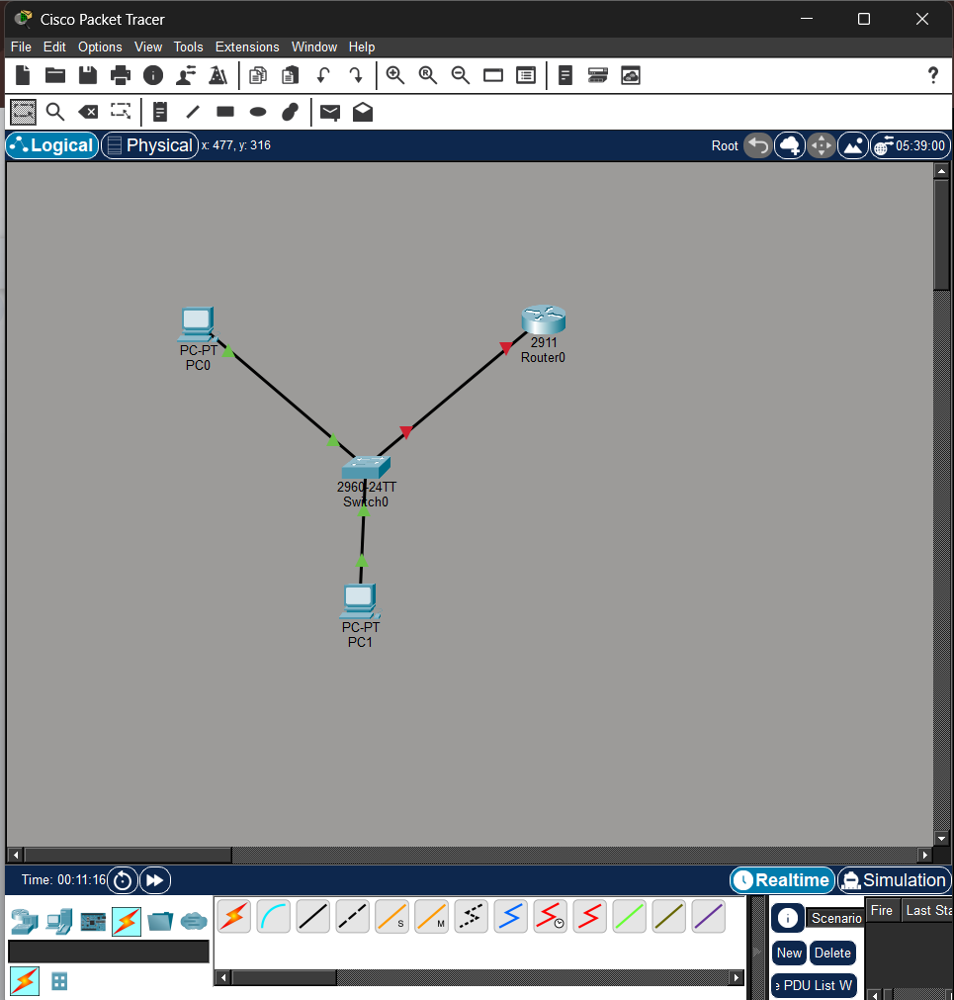 Cisco Packet Tracer
File Edit Options View Tools Extensions Window Help
?
Logical Physical x: 477, y: 316 Root 05:39:00
PC-PT
PC0
2911
Router0
2960-24TT
Switch0
PC-PT
PC1
Time: 00:11:16 Realtime Simulation
S M
Scenario
Fire Last Sta
New Delete
e PDU List W